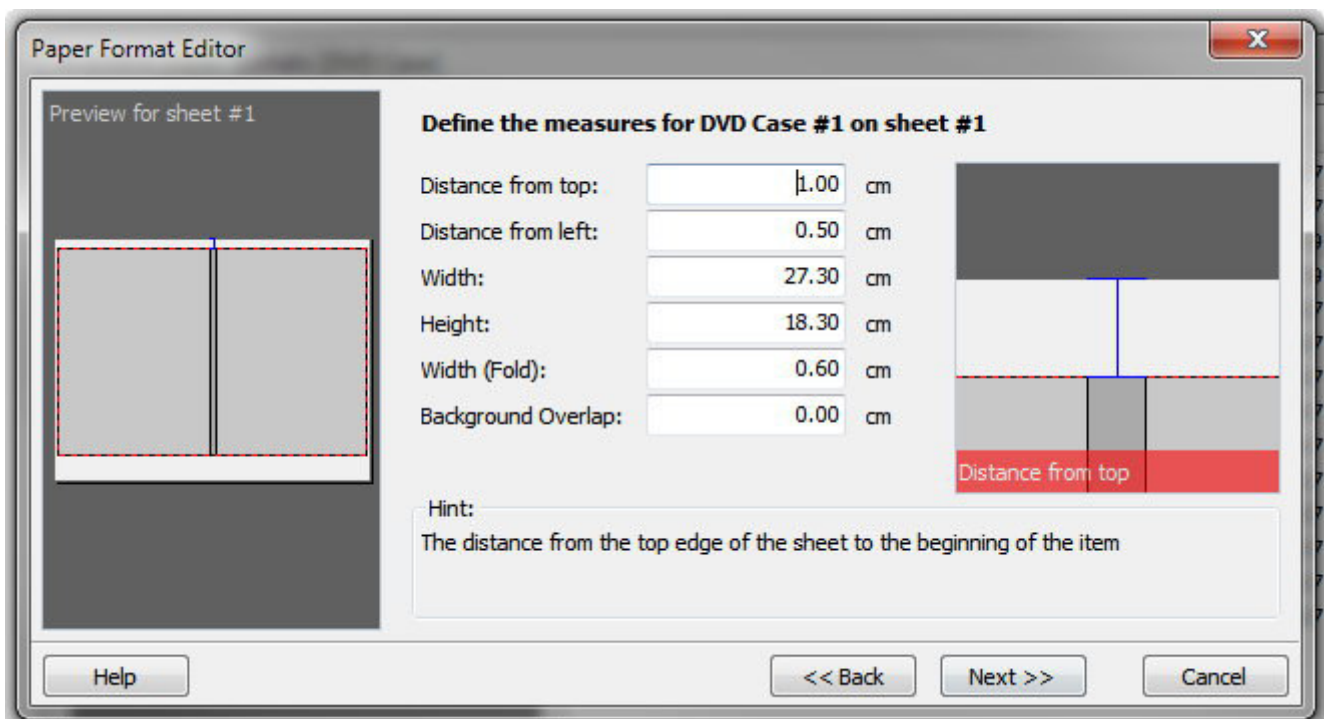 Paper Format Editor
Preview for sheet #1
Define the measures for DVD Case #1 on sheet #1
Distance from top: 1.00 cm
Distance from left: 0.50 cm
Width: 27.30 cm
Height: 18.30 cm
Width (Fold): 0.60 cm
Background Overlap: 0.00 cm
Distance from top
Hint:
The distance from the top edge of the sheet to the beginning of the item
Help
<< Back
Next >>
Cancel